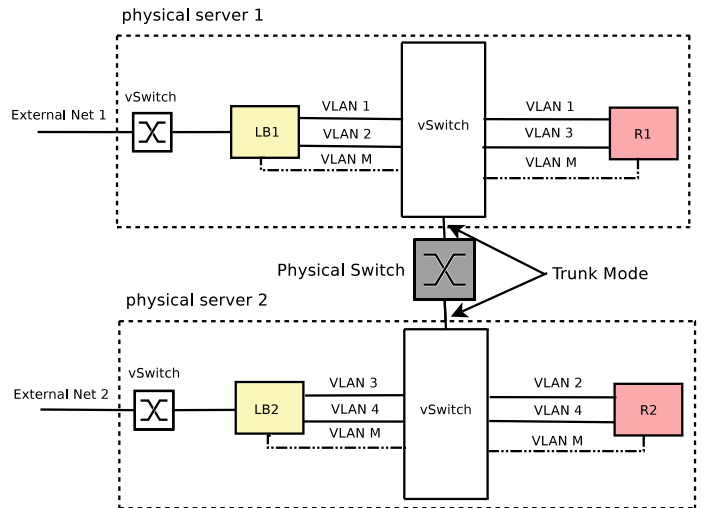 physical server 1
vSwitch
External Net 1
LB1
VLAN 1
VLAN 2
VLAN M
vSwitch
VLAN 1
VLAN 3
VLAN M
R1
Physical Switch
Trunk Mode
physical server 2
vSwitch
External Net 2
LB2
VLAN 3
VLAN 4
VLAN M
vSwitch
VLAN 2
VLAN 4
VLAN M
R2